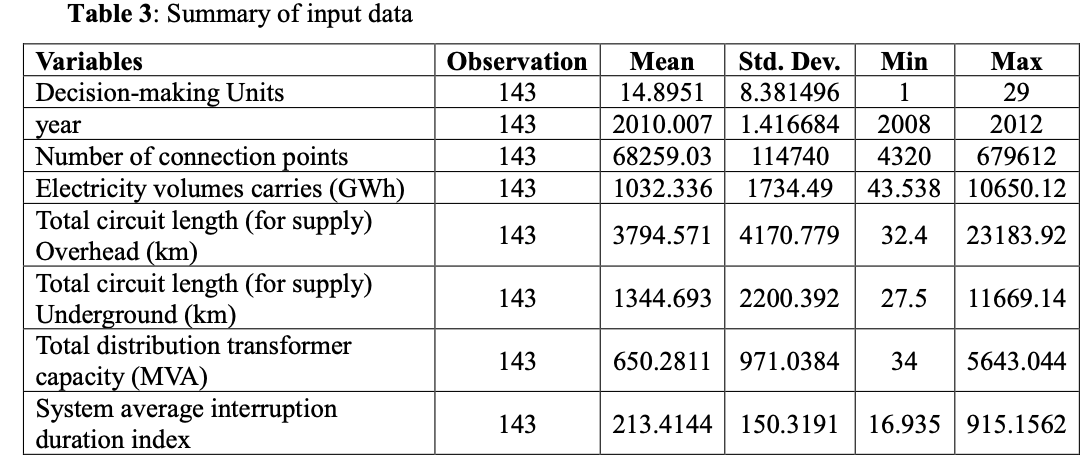 Table 3: Summary of input data
Variables Observation Mean Std. Dev. Min Max
Decision-making Units 143 14.8951 8.381496 1 29
year 143 2010.007 1.416684 2008 2012
Number of connection points 143 68259.03 114740 4320 679612
Electricity volumes carries (GWh) 143 1032.336 1734.49 43.538 10650.12
Total circuit length (for supply)
Overhead (km) 143 3794.571 4170.779 32.4 23183.92
Total circuit length (for supply)
Underground (km) 143 1344.693 2200.392 27.5 11669.14
Total distribution transformer
capacity (MVA) 143 650.2811 971.0384 34 5643.044
System average interruption
duration index 143 213.4144 150.3191 16.935 915.1562